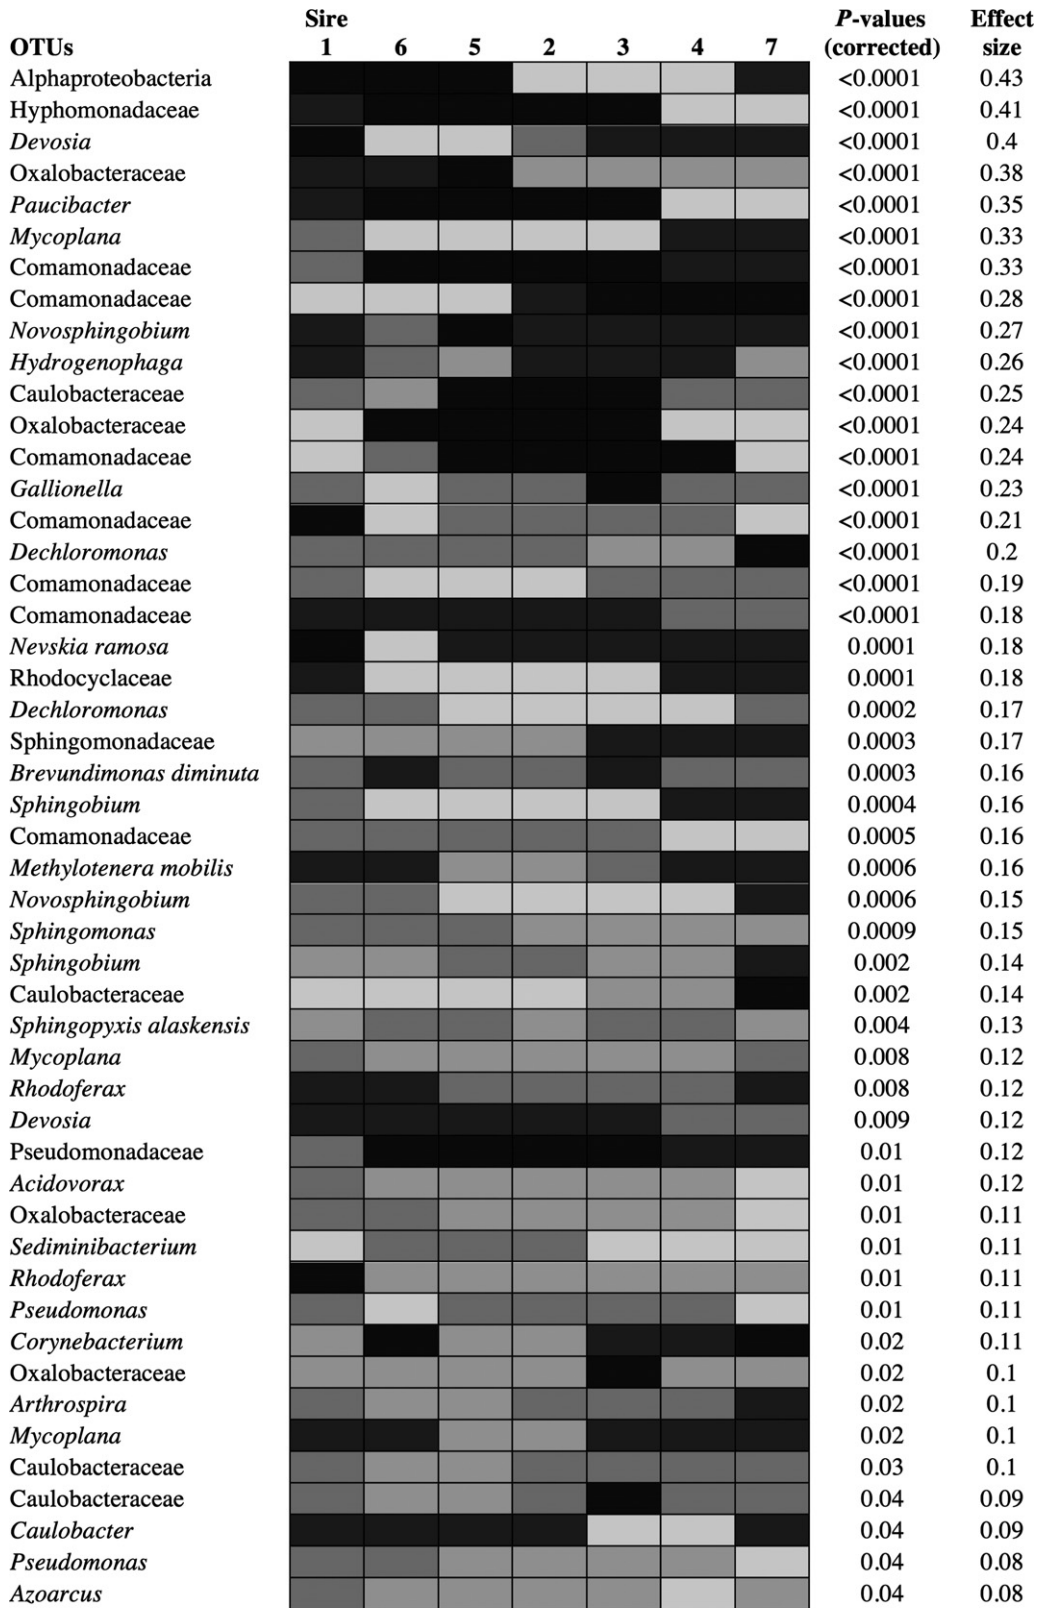 Sire P-values Effect
OTUs 1 6 5 2 3 4 7 (corrected) size
Alphaproteobacteria <0.0001 0.43
Hyphomonadaceae <0.0001 0.41
Devosia <0.0001 0.4
Oxalobacteraceae <0.0001 0.38
Paucibacter <0.0001 0.35
Mycoplana <0.0001 0.33
Comamonadaceae <0.0001 0.33
Comamonadaceae <0.0001 0.28
Novosphingobium <0.0001 0.27
Hydrogenophaga <0.0001 0.26
Caulobacteraceae <0.0001 0.25
Oxalobacteraceae <0.0001 0.24
Comamonadaceae <0.0001 0.24
Gallionella <0.0001 0.23
Comamonadaceae <0.0001 0.21
Dechloromonas <0.0001 0.2
Comamonadaceae <0.0001 0.19
Comamonadaceae <0.0001 0.18
Nevskia ramosa 0.0001 0.18
Rhodocyclaceae 0.0001 0.18
Dechloromonas 0.0002 0.17
Sphingomonadaceae 0.0003 0.17
Brevundimonas diminuta 0.0003 0.16
Sphingobium 0.0004 0.16
Comamonadaceae 0.0005 0.16
Methylotenera mobilis 0.0006 0.16
Novosphingobium 0.0006 0.15
Sphingomonas 0.0009 0.15
Sphingobium 0.002 0.14
Caulobacteraceae 0.002 0.14
Sphingopyxis alaskensis 0.004 0.13
Mycoplana 0.008 0.12
Rhodoferax 0.008 0.12
Devosia 0.009 0.12
Pseudomonadaceae 0.01 0.12
Acidovorax 0.01 0.12
Oxalobacteraceae 0.01 0.11
Sediminibacterium 0.01 0.11
Rhodoferax 0.01 0.11
Pseudomonas 0.01 0.11
Corynebacterium 0.02 0.11
Oxalobacteraceae 0.02 0.1
Arthrospira 0.02 0.1
Mycoplana 0.02 0.1
Caulobacteraceae 0.03 0.1
Caulobacteraceae 0.04 0.09
Caulobacter 0.04 0.09
Pseudomonas 0.04 0.08
Azoarcus 0.04 0.08